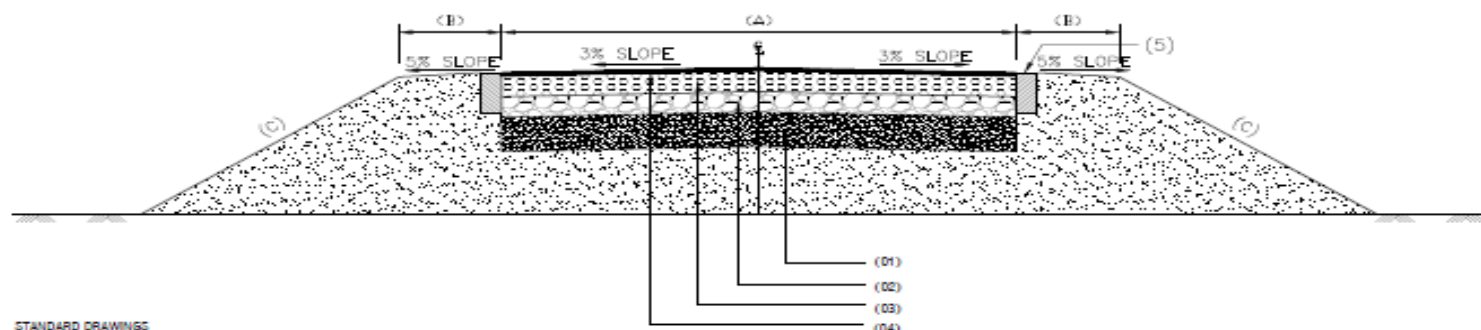 (B) (A) (B)
(5)
℄
3% SLOPE 3% SLOPE
5% SLOPE 5% SLOPE
(C) (C)
(01)
(02)
(03)
(04)
STANDARD DRAWINGS